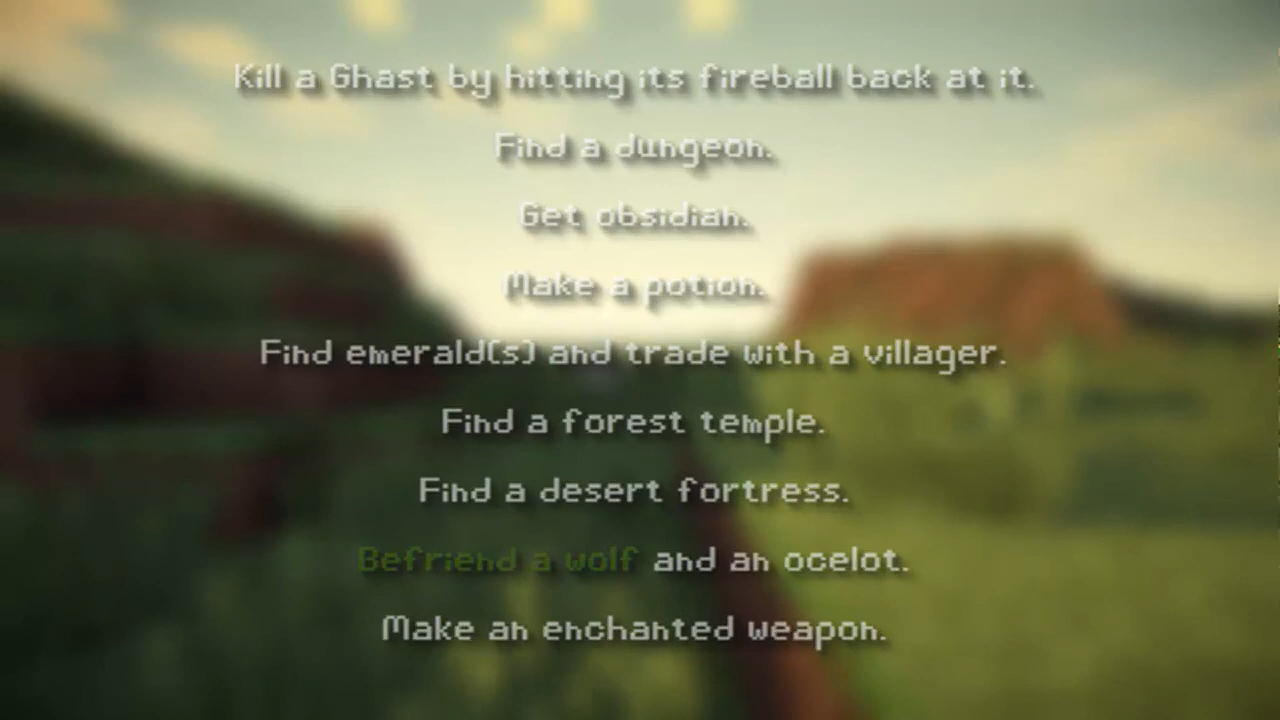 Kill a Ghast by hitting its fireball back at it.
Find a dungeon.
Get obsidian.
Make a potion.
Find emerald(s) and trade with a villager.
Find a forest temple.
Find a desert fortress.
Befriend a wolf and an ocelot.
Make an enchanted weapon.